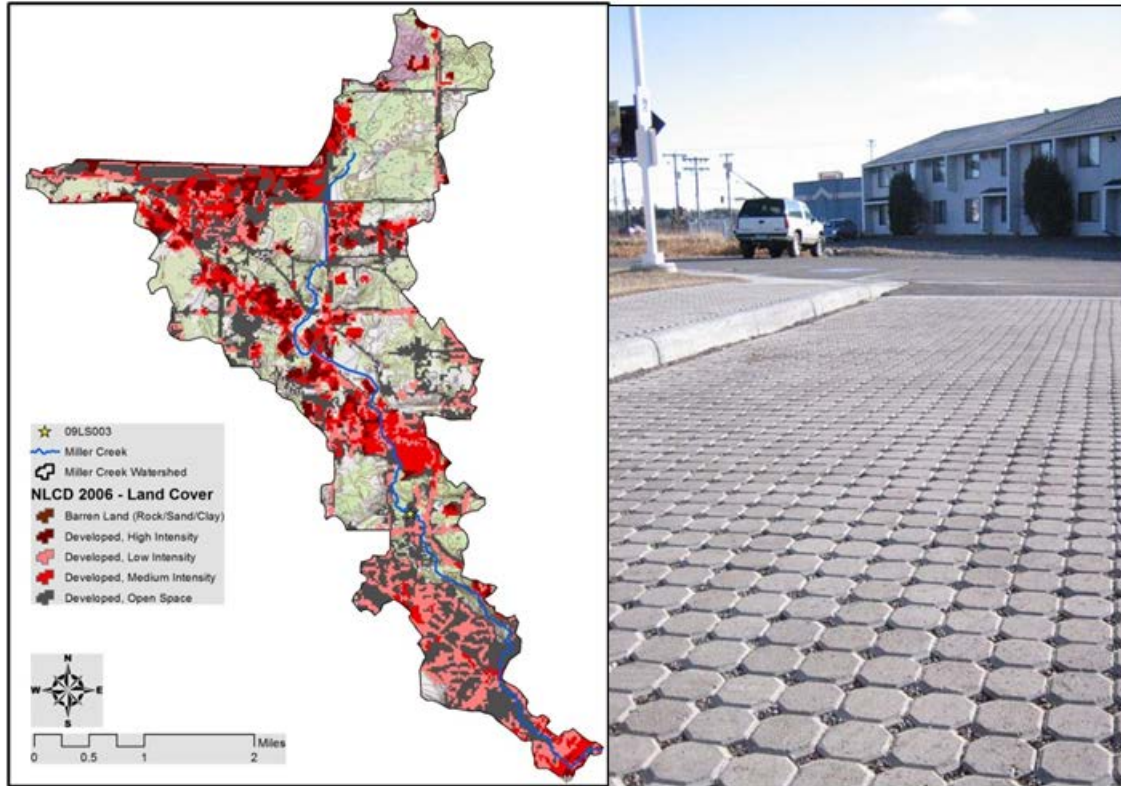 09LS003
Miller Creek
Miller Creek Watershed
NLCD 2006 - Land Cover
Barren Land (Rock/Sand/Clay)
Developed, High Intensity
Developed, Low Intensity
Developed, Medium Intensity
Developed, Open Space
N
W E
S
0 0.5 1 2 Miles